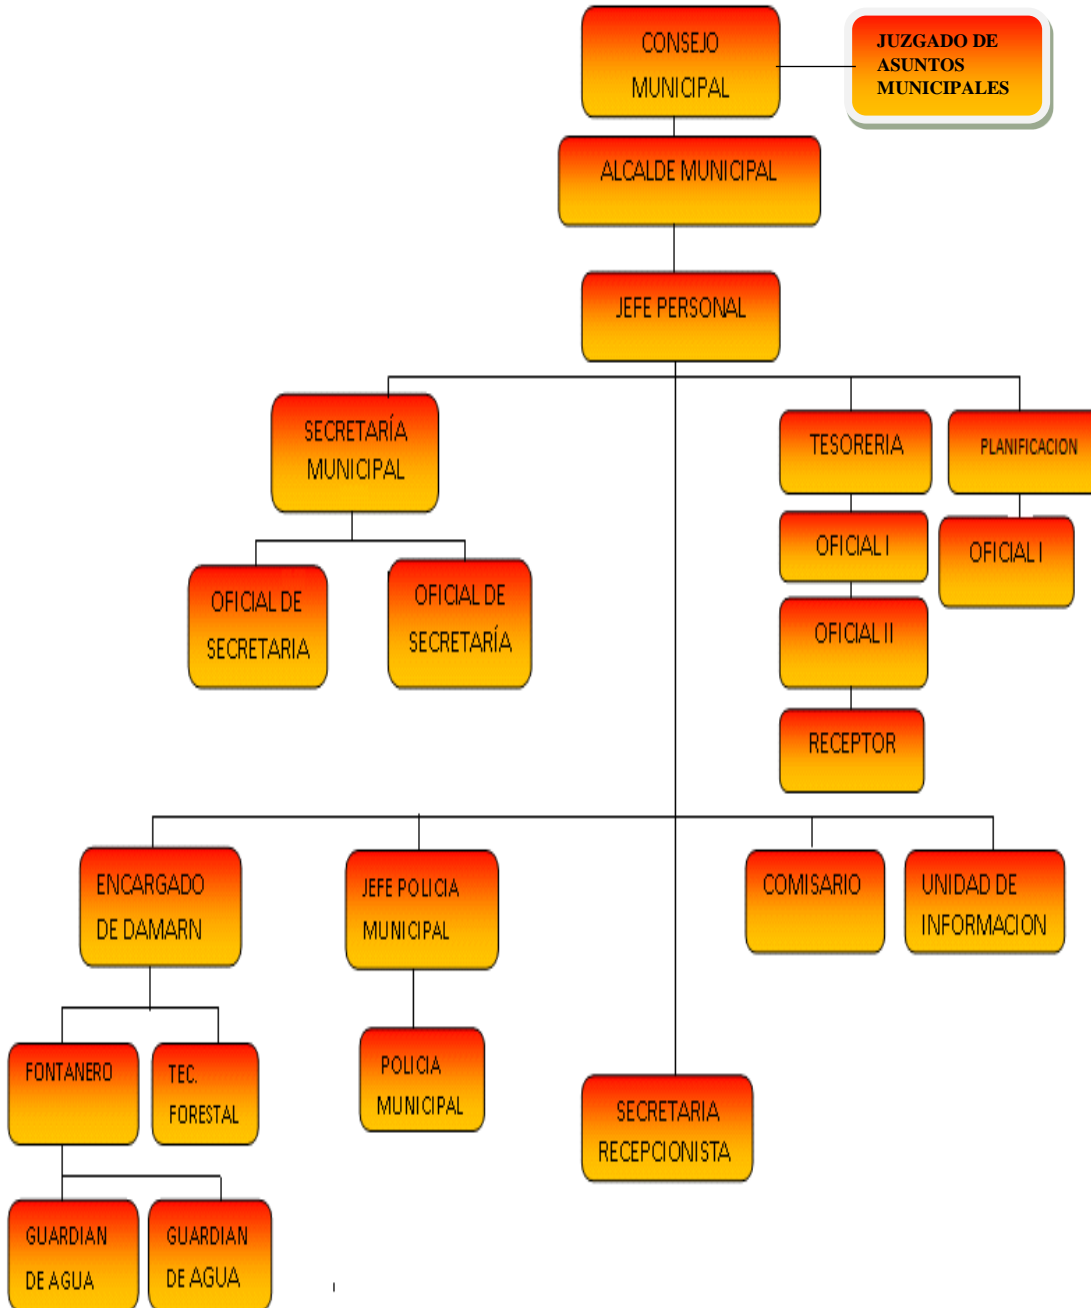 CONSEJO
MUNICIPAL
JUZGADO DE
ASUNTOS
MUNICIPALES
ALCALDE MUNICIPAL
JEFE PERSONAL
SECRETARÍA
MUNICIPAL
TESORERIA
PLANIFICACION
OFICIAL I
OFICIAL I
OFICIAL DE
SECRETARIA
OFICIAL DE
SECRETARÍA
OFICIAL II
RECEPTOR
ENCARGADO
DE DAMARN
JEFE POLICIA
MUNICIPAL
COMISARIO
UNIDAD DE
INFORMACION
FONTANERO
TEC.
FORESTAL
POLICIA
MUNICIPAL
SECRETARIA
RECEPCIONISTA
GUARDIAN
DE AGUA
GUARDIAN
DE AGUA